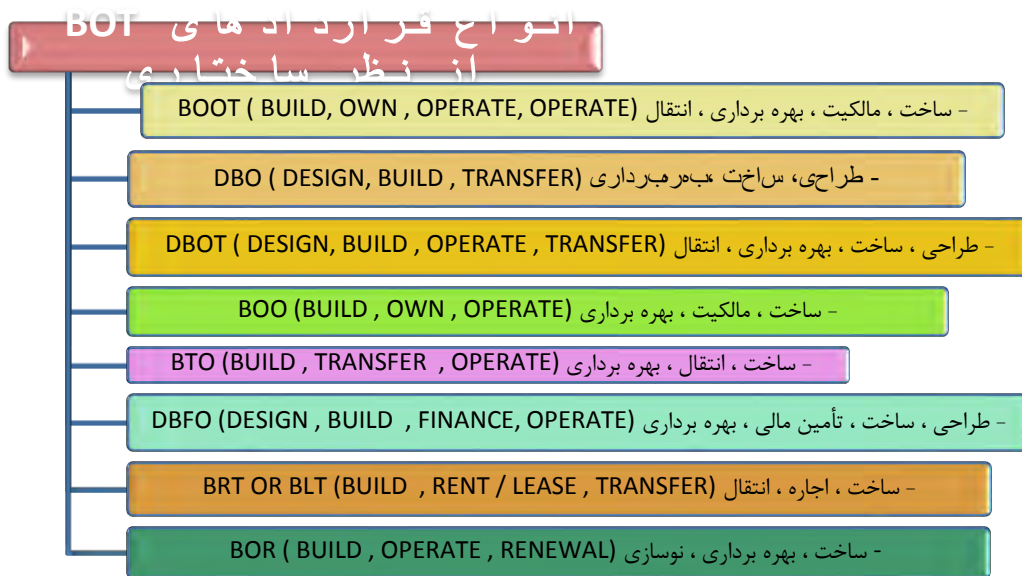 انواع قراردادهای BOT
از نظر ساختاری
- ساخت ، مالکیت ، بهره برداری ، انتقال BOOT ( BUILD, OWN , OPERATE, OPERATE)
- طراحی، ساخت ،بهرهبرداری DBO ( DESIGN, BUILD , TRANSFER)
- طراحی ، ساخت ، بهره برداری ، انتقال DBOT ( DESIGN, BUILD , OPERATE , TRANSFER)
- ساخت ، مالکیت ، بهره برداری BOO (BUILD , OWN , OPERATE)
- ساخت ، انتقال ، بهره برداری BTO (BUILD , TRANSFER , OPERATE)
- طراحی ، ساخت ، تأمین مالی ، بهره برداری DBFO (DESIGN , BUILD , FINANCE, OPERATE)
- ساخت ، اجاره ، انتقال BRT OR BLT (BUILD , RENT / LEASE , TRANSFER)
- ساخت ، بهره برداری ، نوسازی BOR ( BUILD , OPERATE , RENEWAL)